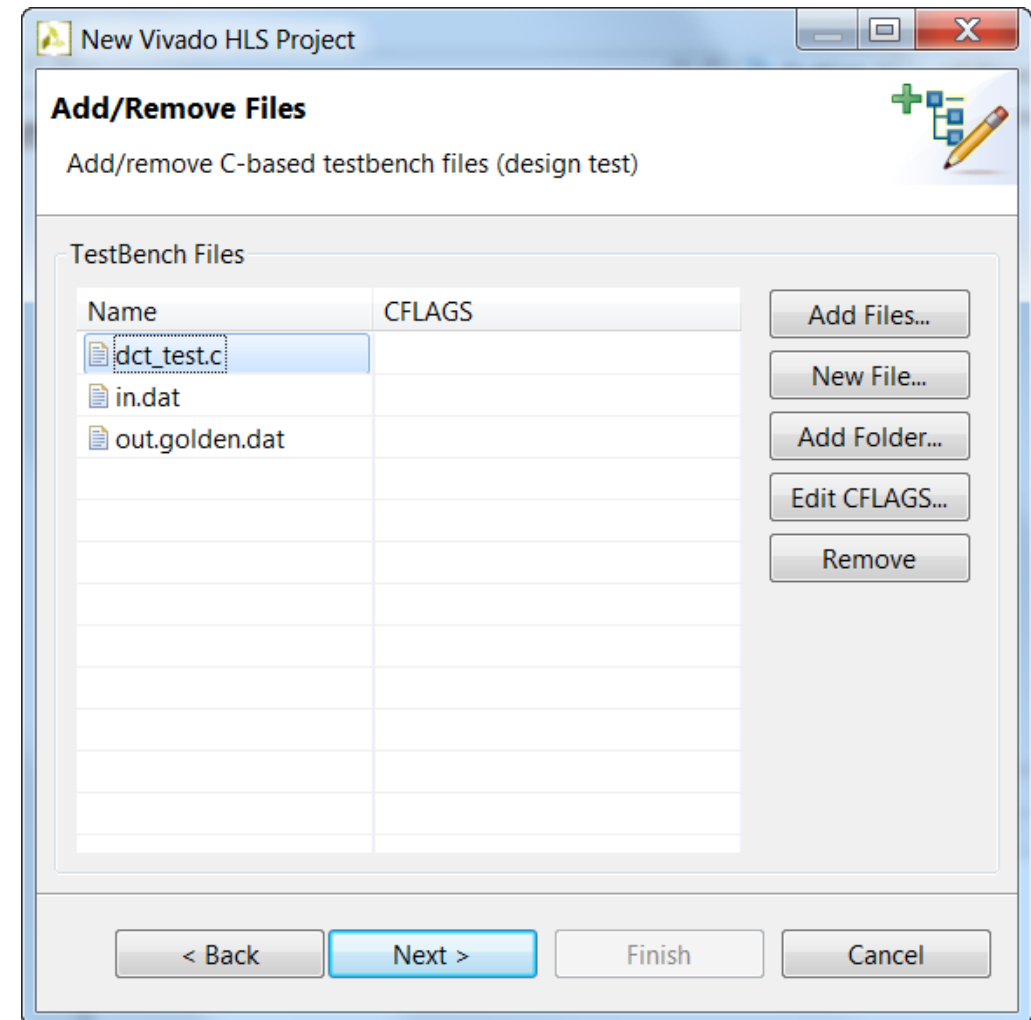 New Vivado HLS Project
Add/Remove Files
Add/remove C-based testbench files (design test)
TestBench Files
Name CFLAGS
dct_test.c
in.dat
out.golden.dat
Add Files...
New File...
Add Folder...
Edit CFLAGS...
Remove
< Back Next > Finish Cancel